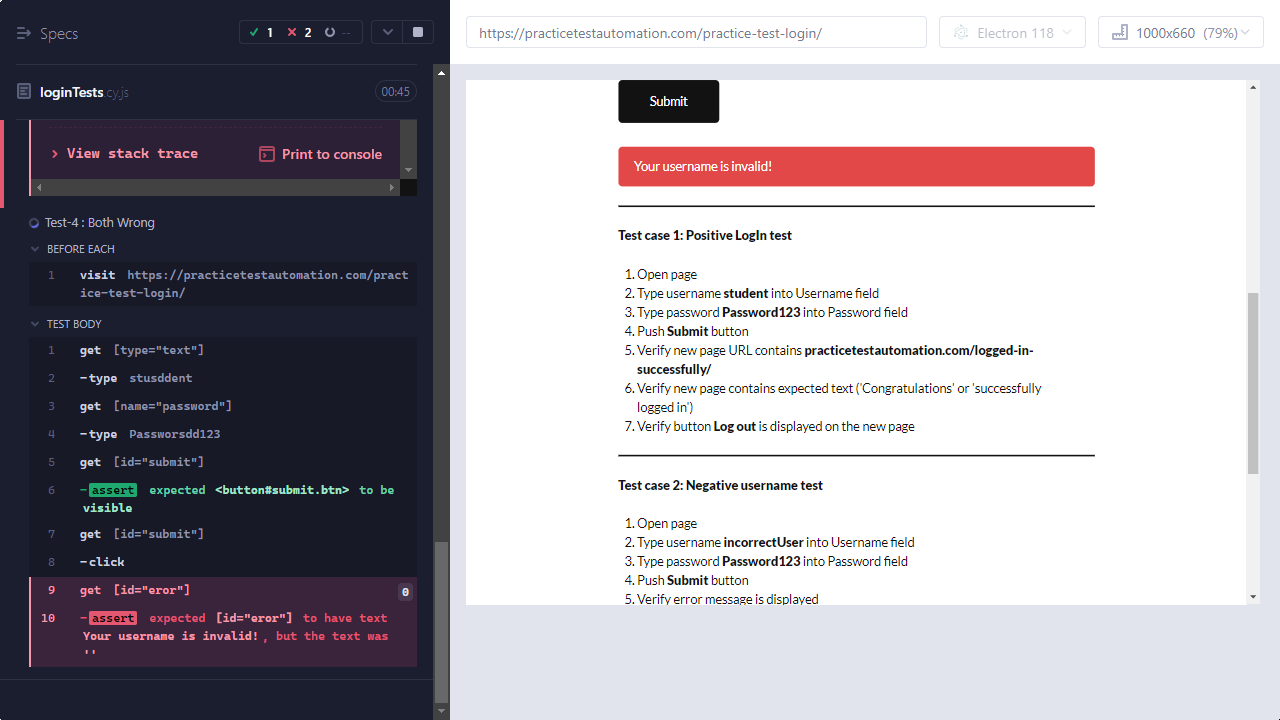 Specs
1
2
--
loginTests.cy.js
00:45
View stack trace
Print to console
Test-4 : Both Wrong
BEFORE EACH
1 visit https://practicetestautomation.com/pract
ice-test-login/
TEST BODY
1 get [type="text"]
2 -type stusddent
3 get [name="password"]
4 -type Passworsdd123
5 get [id="submit"]
6 -assert expected <button#submit.btn> to be
visible
7 get [id="submit"]
8 -click
9 get [id="eror"] 0
10 -assert expected [id="eror"] to have text
Your username is invalid!, but the text was
''
https://practicetestautomation.com/practice-test-login/
Electron 118
1000x660 (79%)
Submit
Your username is invalid!
Test case 1: Positive LogIn test
1. Open page
2. Type username student into Username field
3. Type password Password123 into Password field
4. Push Submit button
5. Verify new page URL contains practicetestautomation.com/logged-in-
successfully/
6. Verify new page contains expected text ('Congratulations' or 'successfully
logged in')
7. Verify button Log out is displayed on the new page
Test case 2: Negative username test
1. Open page
2. Type username incorrectUser into Username field
3. Type password Password123 into Password field
4. Push Submit button
5. Verify error message is displayed